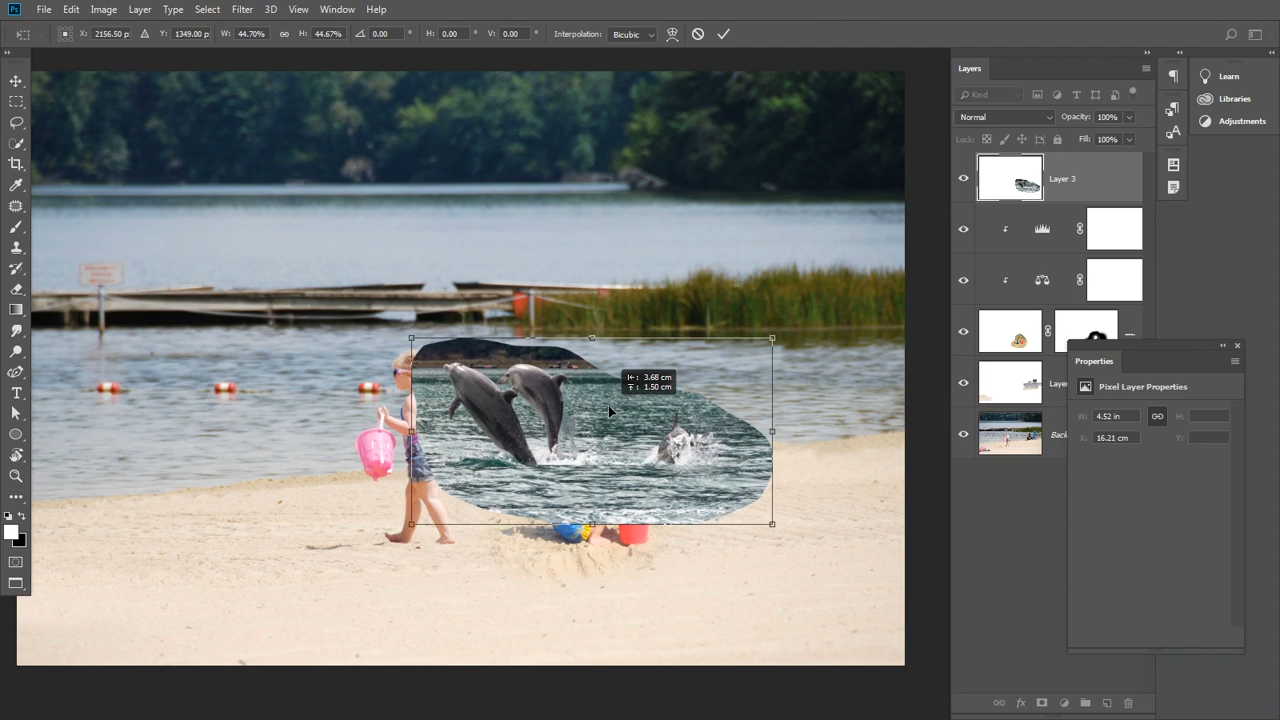 Ps File Edit Image Layer Type Select Filter 3D View Window Help
X: 2156.50 p Y: 1349.00 p W: 44.70% H: 44.67% 0.00 ° H: 0.00 ° V: 0.00 ° Interpolation: Bicubic
Layers
Kind
Normal Opacity: 100%
Lock: Fill: 100%
Layer 3
Laye
Back
Learn
Libraries
Adjustments
Properties
Pixel Layer Properties
W: 4.52 in H:
X: 16.21 cm Y:
3.68 cm
1.50 cm